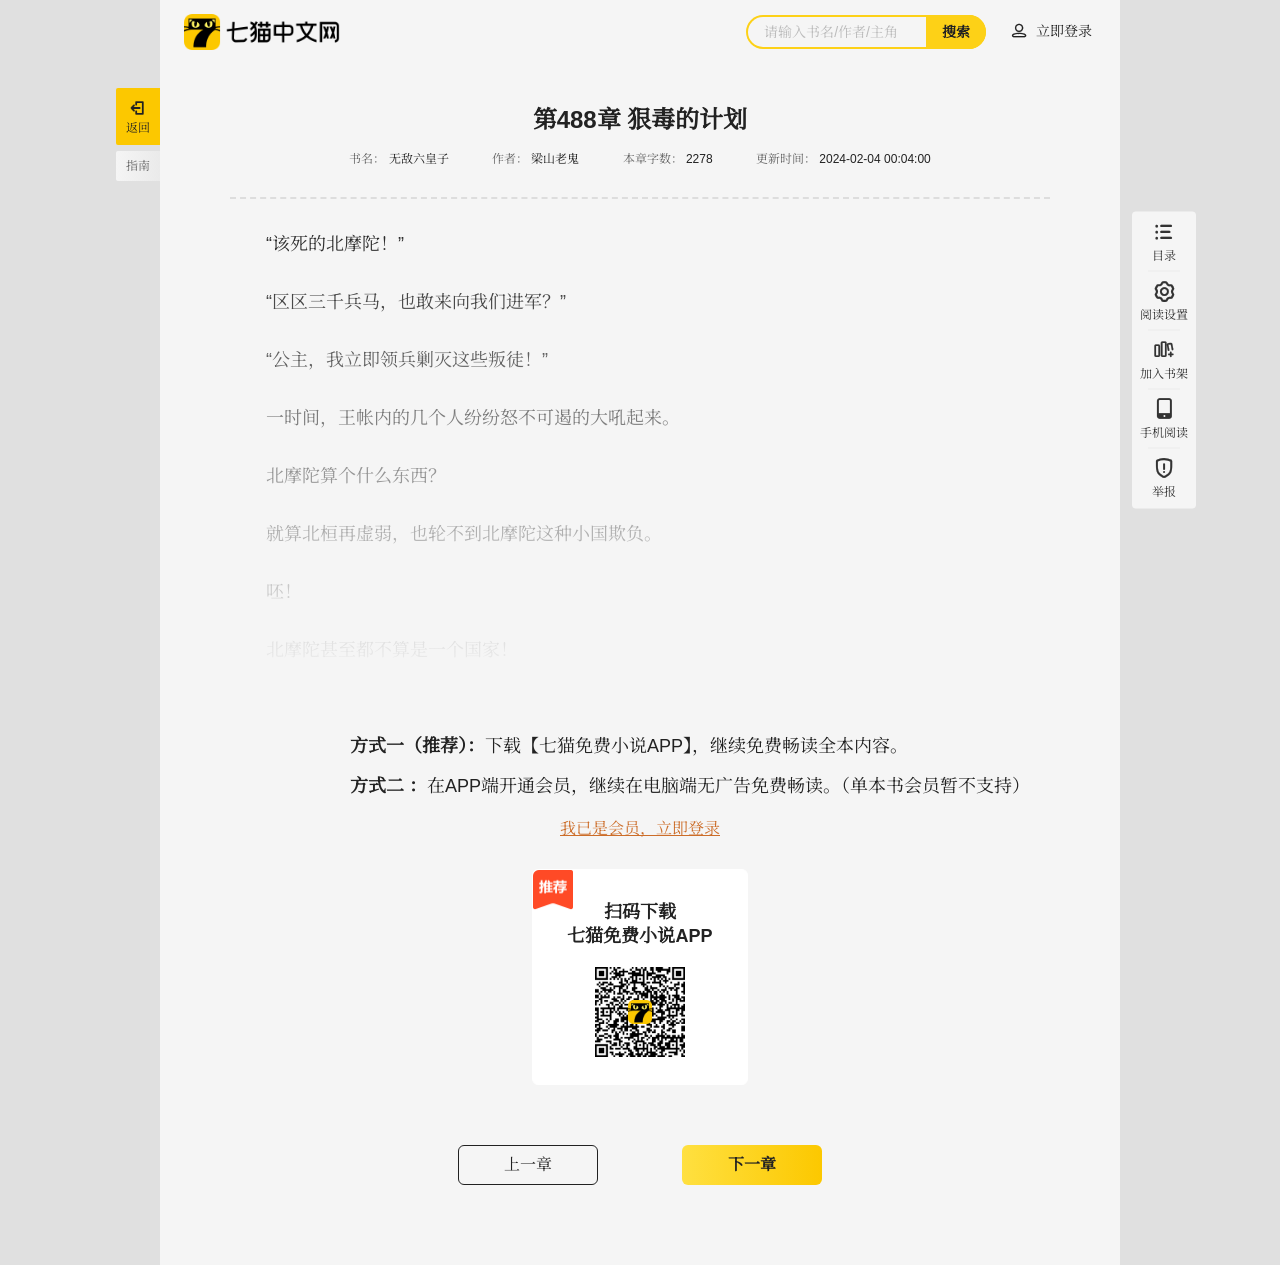 七猫中文网
请输入书名/作者/主角
搜索
立即登录
返回
指南
第488章 狠毒的计划
书名： 无敌六皇子 作者： 梁山老鬼 本章字数： 2278 更新时间： 2024-02-04 00:04:00
“该死的北摩陀！”
“区区三千兵马，也敢来向我们进军？”
“公主，我立即领兵剿灭这些叛徒！”
一时间，王帐内的几个人纷纷怒不可遏的大吼起来。
北摩陀算个什么东西？
就算北桓再虚弱，也轮不到北摩陀这种小国欺负。
呸！
北摩陀甚至都不算是一个国家！
目录
阅读设置
加入书架
手机阅读
举报
方式一（推荐）：下载【七猫免费小说APP】，继续免费畅读全本内容。
方式二 ：在APP端开通会员，继续在电脑端无广告免费畅读。（单本书会员暂不支持）
我已是会员，立即登录
推荐
扫码下载
七猫免费小说APP
上一章
下一章